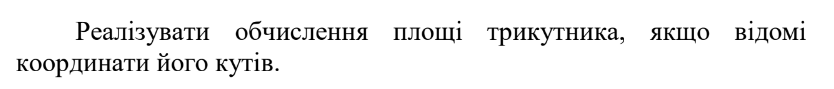 Реалізувати обчислення площі трикутника, якщо відомі
координати його кутів.